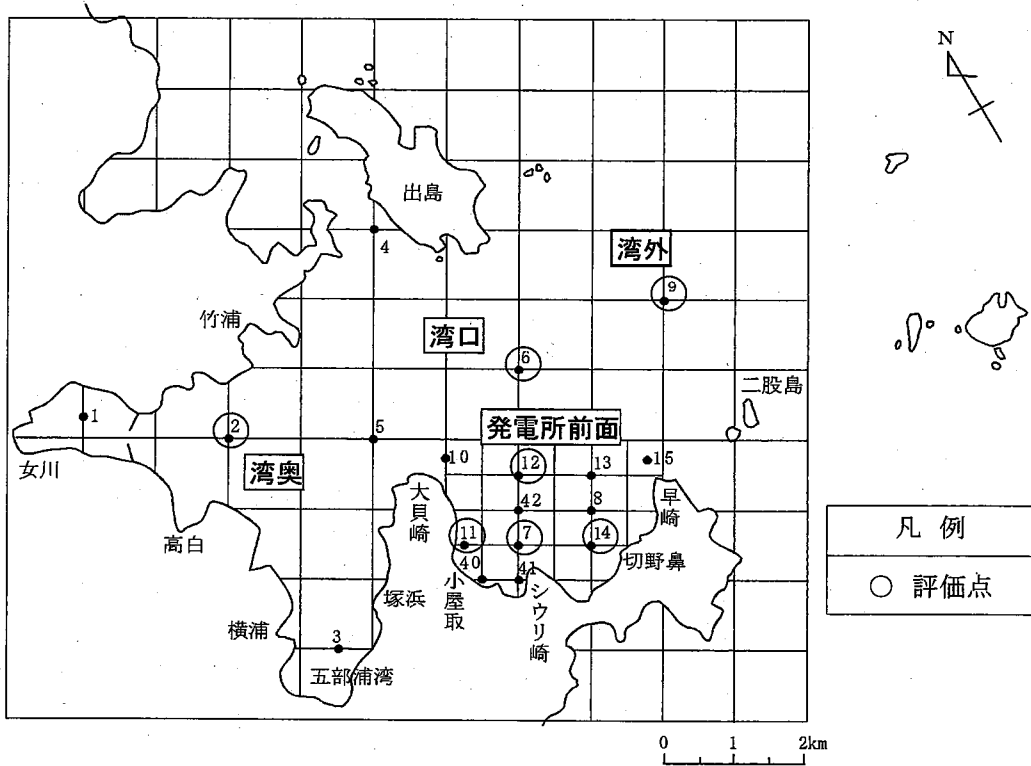 N
出島
4
湾外
9
竹浦
湾口
6
二股島
1
2
5
発電所前面
10
12
13
15
女川
湾奥
大貝崎
42
8
早崎
高白
11
7
14
凡例
40
41
切野鼻
○ 評価点
小屋取
シウリ崎
塚浜
横浦
3
五部浦湾
0 1 2km